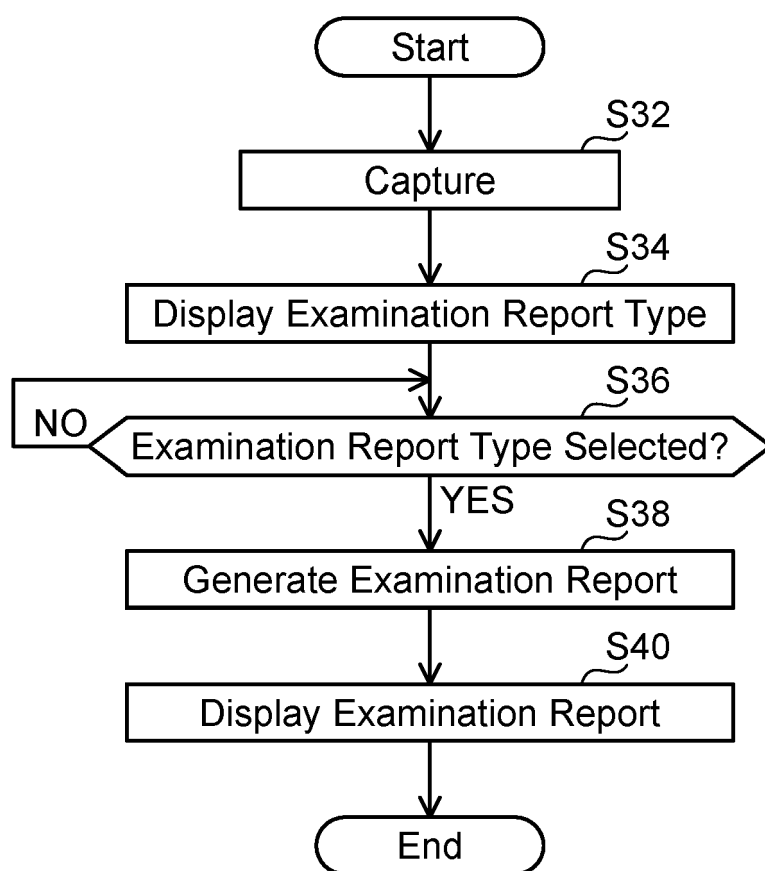 Start
S32
Capture
S34
Display Examination Report Type
S36
NO
Examination Report Type Selected?
YES
S38
Generate Examination Report
S40
Display Examination Report
End